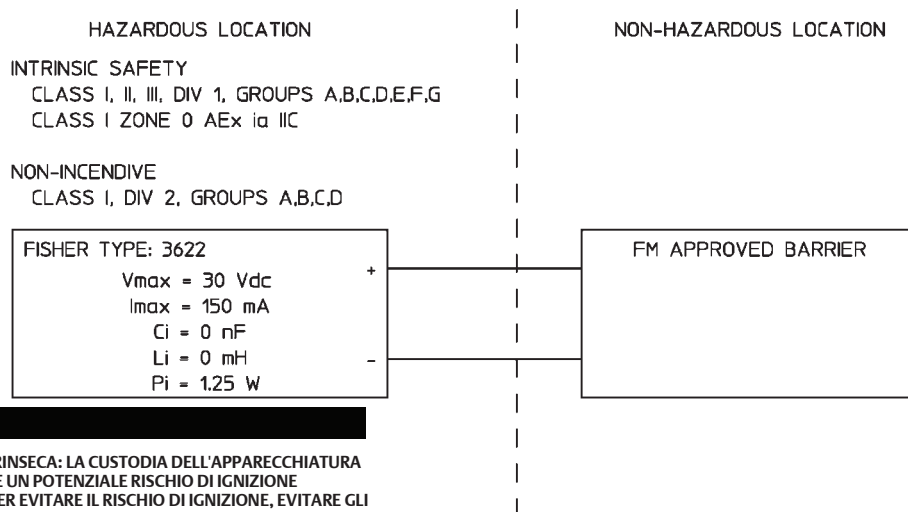 HAZARDOUS LOCATION
NON-HAZARDOUS LOCATION
INTRINSIC SAFETY
CLASS I, II, III, DIV 1, GROUPS A,B,C,D,E,F,G
CLASS I ZONE 0 AEx ia IIC
NON-INCENDIVE
CLASS I, DIV 2, GROUPS A,B,C,D
FISHER TYPE: 3622
+
Vmax = 30 Vdc
Imax = 150 mA
Ci = 0 nF
Li = 0 mH
–
Pi = 1.25 W
FM APPROVED BARRIER
RINSECA: LA CUSTODIA DELL'APPARECCHIATURA
E UN POTENZIALE RISCHIO DI IGNIZIONE
ER EVITARE IL RISCHIO DI IGNIZIONE, EVITARE GLI